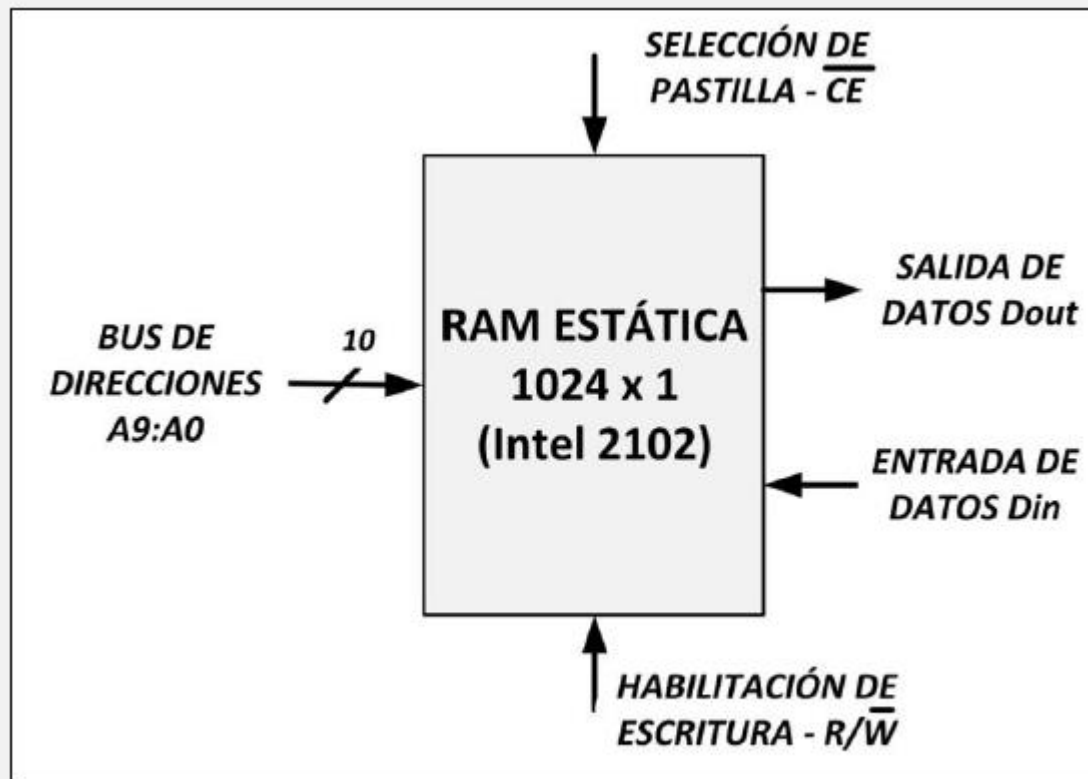 SELECCIÓN DE
PASTILLA - C̅E̅
SALIDA DE
DATOS Dout
RAM ESTÁTICA
1024 x 1
(Intel 2102)
BUS DE
DIRECCIONES
A9:A0
10
ENTRADA DE
DATOS Din
HABILITACIÓN DE
ESCRITURA - R/W̅